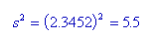 s² = (2.3452)² = 5.5